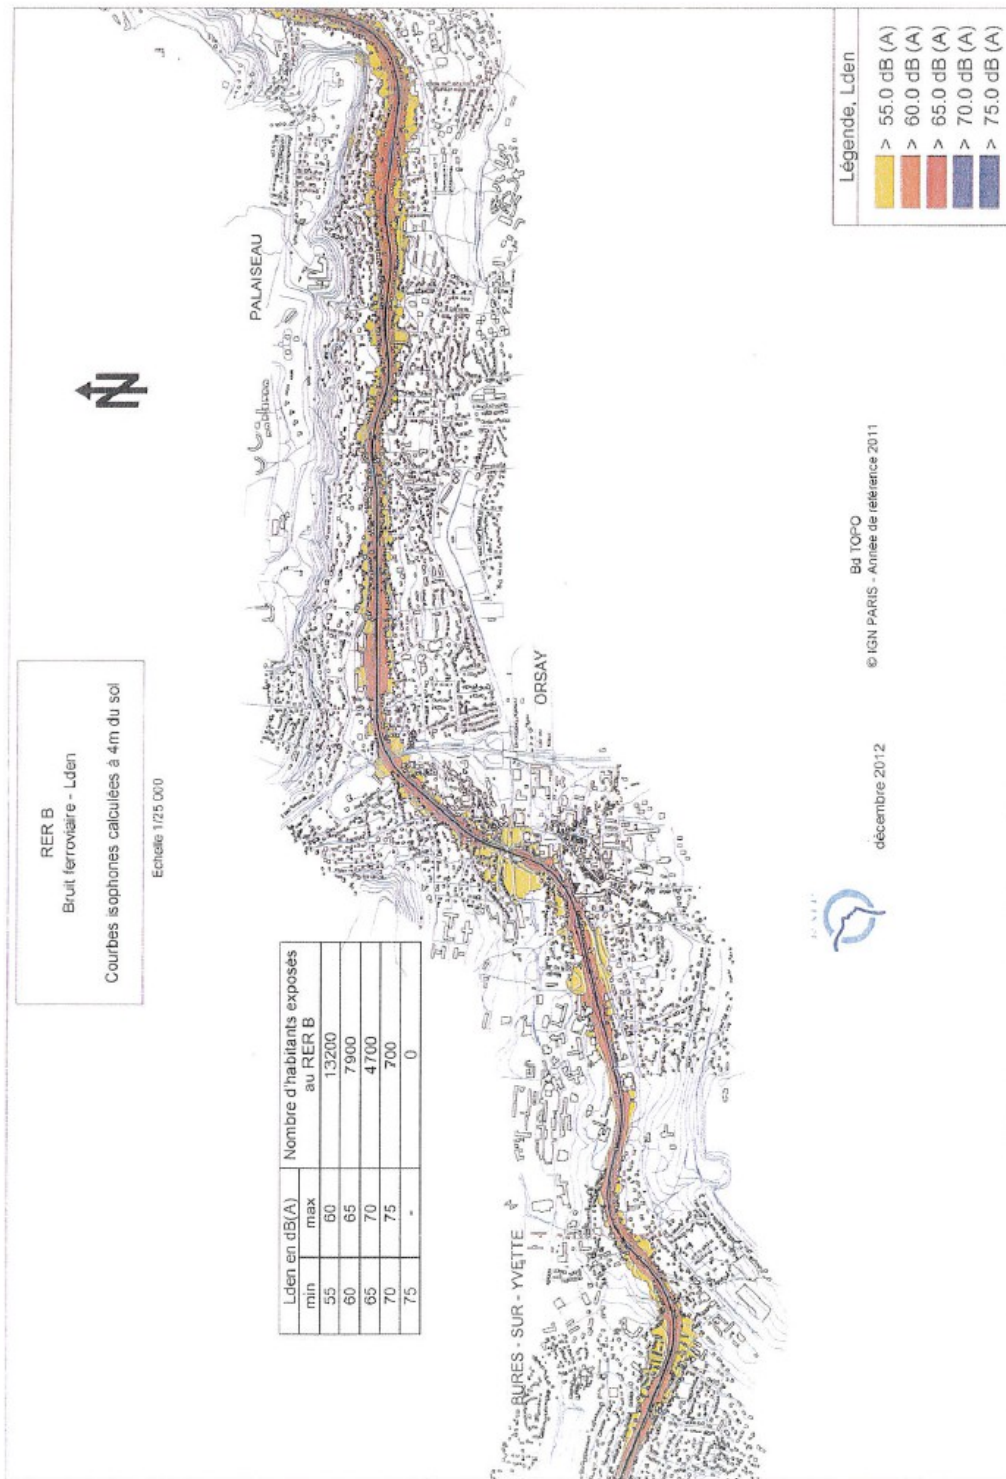 RER B
Bruit ferroviaire - Lden
Courbes isophones calculées à 4m du sol
Echelle 1/25 000
N
PALAISEAU
ORSAY
BURES - SUR - YVETTE
Lden en dB(A) Nombre d'habitants exposés au RER B
min max
55 60 13200
60 65 7900
65 70 4700
70 75 700
75 - 0
Légende, Lden
> 55.0 dB (A)
> 60.0 dB (A)
> 65.0 dB (A)
> 70.0 dB (A)
> 75.0 dB (A)
décembre 2012
Bd TOPO
© IGN PARIS - Année de référence 2011